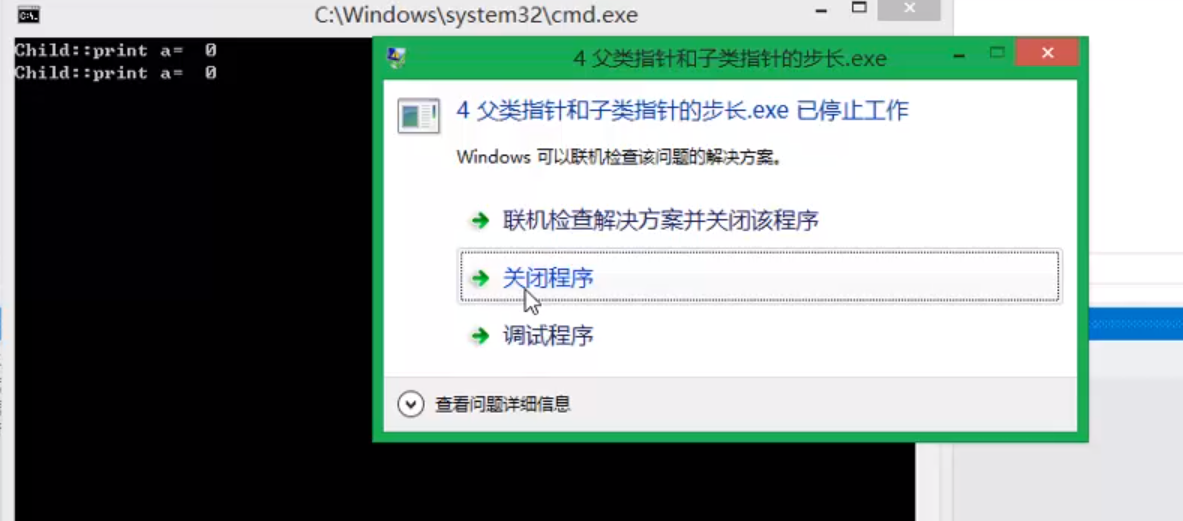 C:\Windows\system32\cmd.exe
Child::print a=  0
Child::print a=  0
4 父类指针和子类指针的步长.exe
4 父类指针和子类指针的步长.exe 已停止工作
Windows 可以联机检查该问题的解决方案。
联机检查解决方案并关闭该程序
关闭程序
调试程序
查看问题详细信息